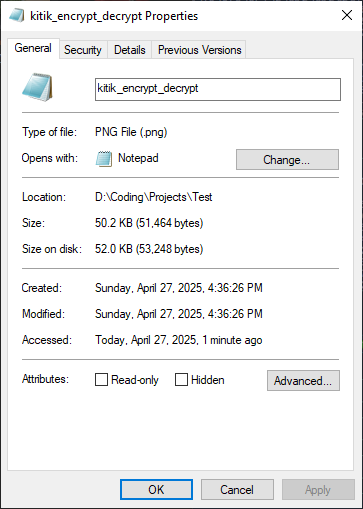 kitik_encrypt_decrypt Properties
General Security Details Previous Versions
kitik_encrypt_decrypt
Type of file: PNG File (.png)
Opens with: Notepad Change...
Location: D:\Coding\Projects\Test
Size: 50.2 KB (51,464 bytes)
Size on disk: 52.0 KB (53,248 bytes)
Created: Sunday, April 27, 2025, 4:36:26 PM
Modified: Sunday, April 27, 2025, 4:36:26 PM
Accessed: Today, April 27, 2025, 1 minute ago
Attributes: Read-only Hidden Advanced...
OK Cancel Apply